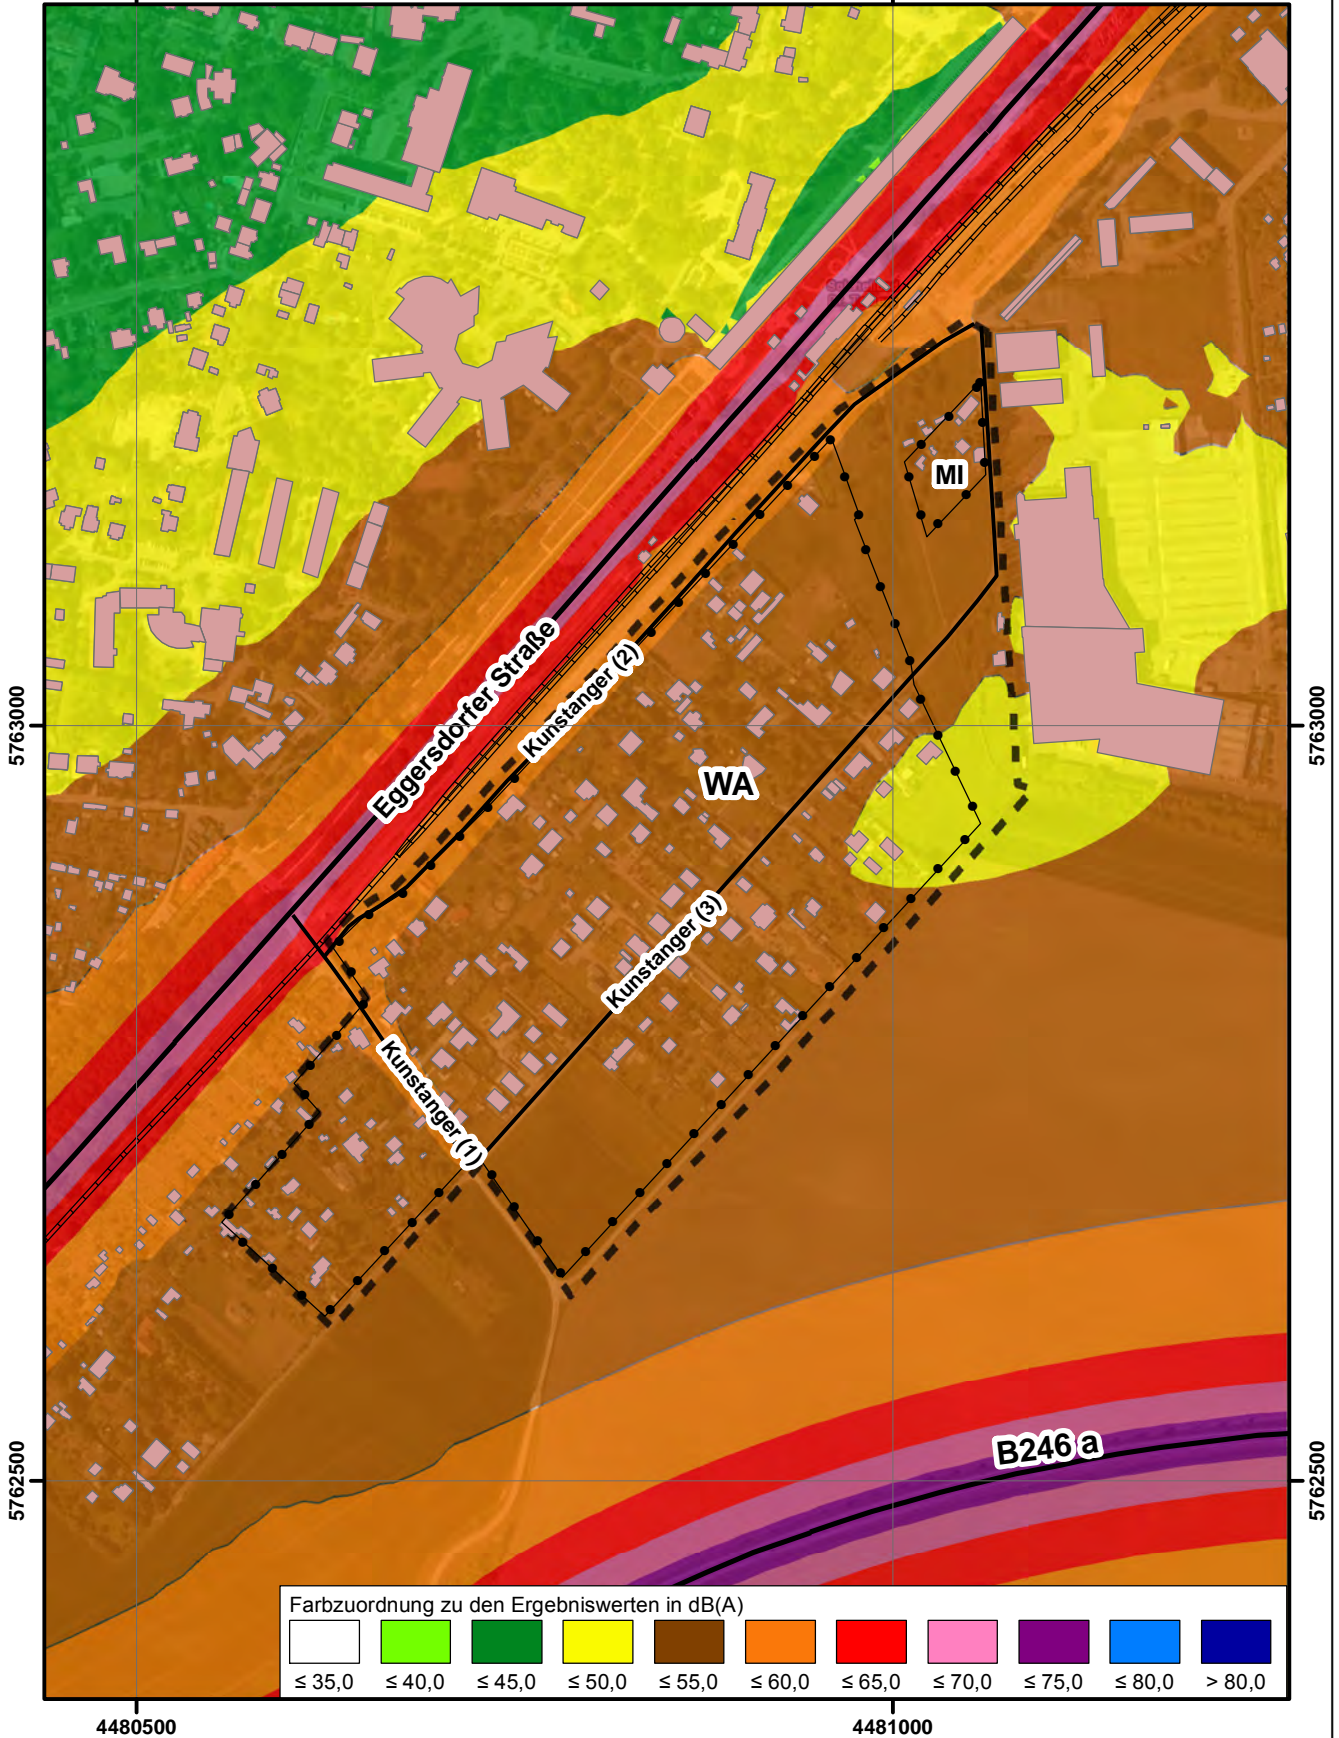 MI
Eggersdorfer Straße
Kunstanger (2)
5763000
5763000
WA
Kunstanger (3)
Kunstanger (1)
B246 a
5762500
5762500
Farbzuordnung zu den Ergebniswerten in dB(A)
≤ 35,0 ≤ 40,0 ≤ 45,0 ≤ 50,0 ≤ 55,0 ≤ 60,0 ≤ 65,0 ≤ 70,0 ≤ 75,0 ≤ 80,0 > 80,0
4480500 4481000